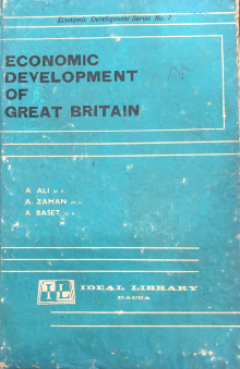 Economic Development Series No. 2
ECONOMIC
DEVELOPMENT
OF
GREAT BRITAIN
A. ALI
A. ZAMAN
A. BASET
IL
IDEAL LIBRARY
DACCA